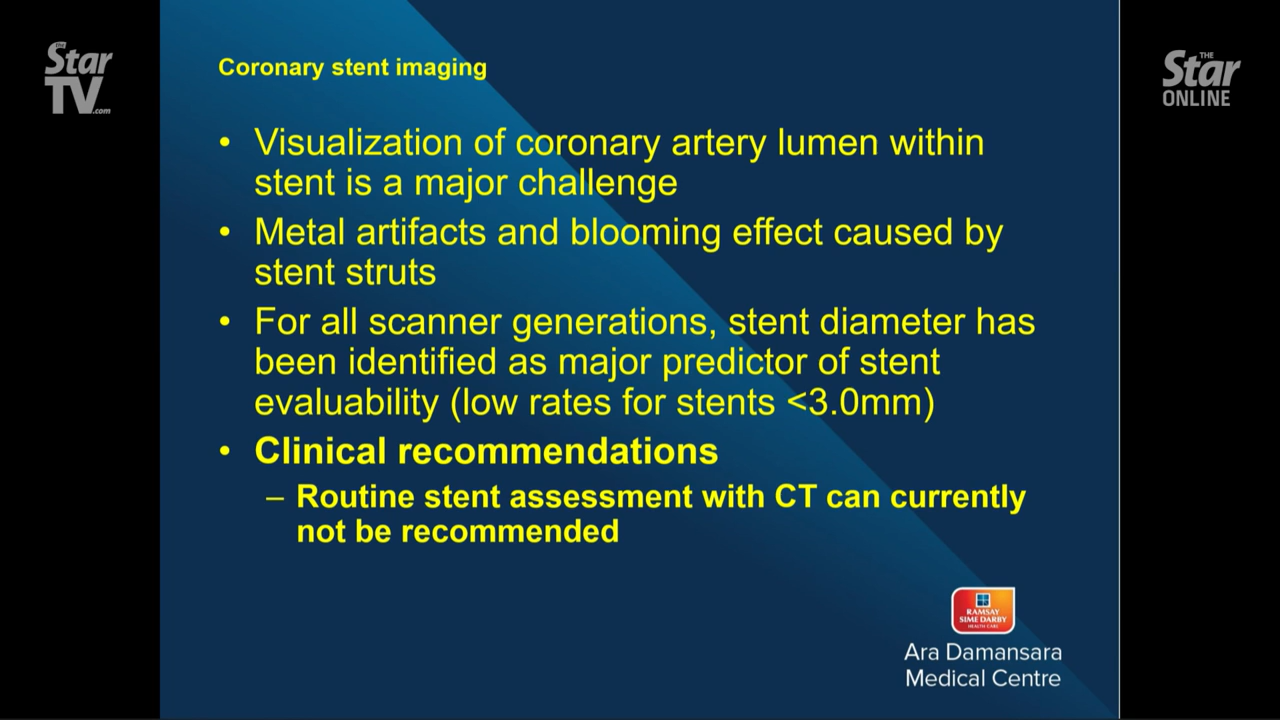 THE
Star
TV.com
THE
Star
ONLINE
Coronary stent imaging
• Visualization of coronary artery lumen within
stent is a major challenge
• Metal artifacts and blooming effect caused by
stent struts
• For all scanner generations, stent diameter has
been identified as major predictor of stent
evaluability (low rates for stents <3.0mm)
• Clinical recommendations
– Routine stent assessment with CT can currently
not be recommended
RAMSAY
SIME DARBY
HEALTH CARE
Ara Damansara
Medical Centre